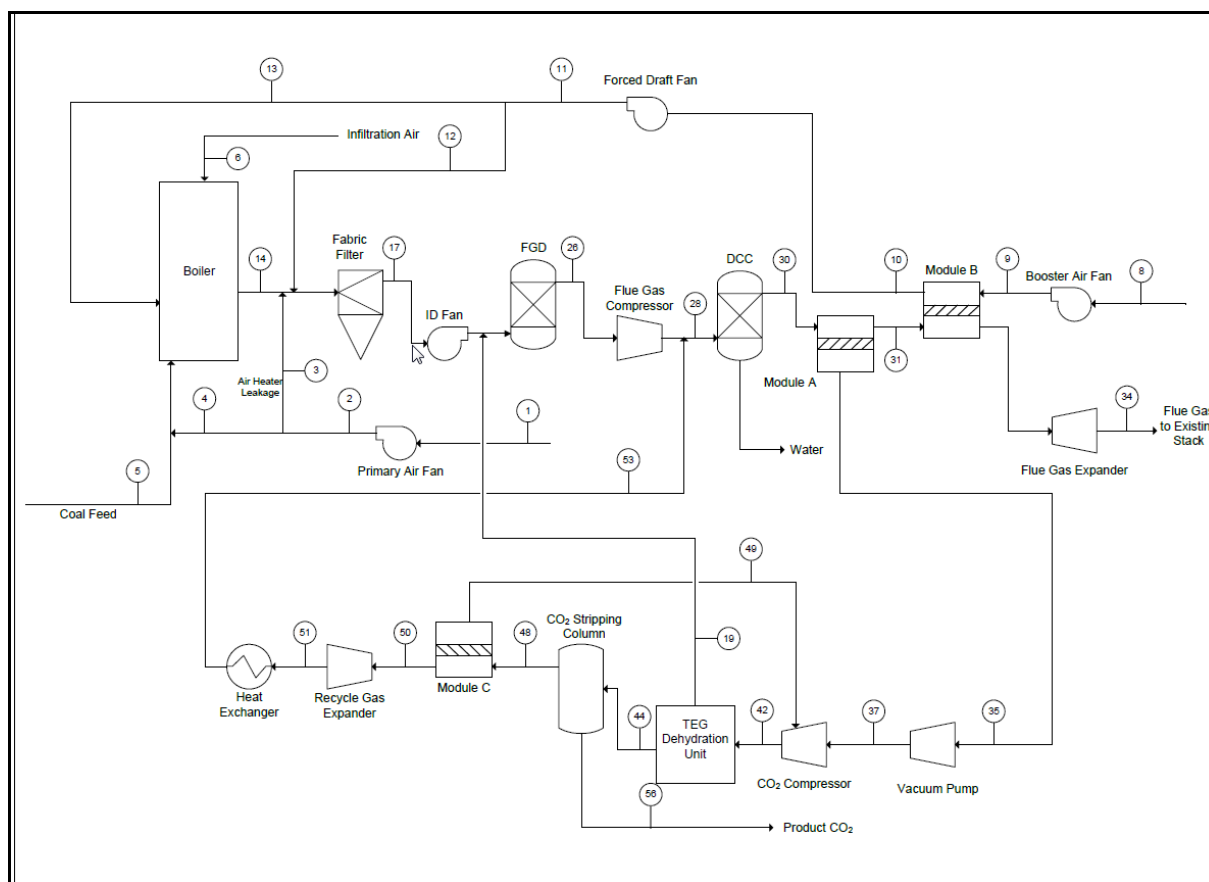 13
11
Forced Draft Fan
Infiltration Air
12
6
Fabric
Filter
17
FGD
26
DCC
30
10
Module B
9
Booster Air Fan
8
14
Boiler
Flue Gas
Compressor
28
ID Fan
Module A
31
Air Heater
Leakage
3
4
2
1
34
Flue Gas
to Existing
Stack
Primary Air Fan
Water
Flue Gas Expander
5
53
Coal Feed
49
CO₂ Stripping
Column
51
50
48
19
Module C
Heat
Exchanger
Recycle Gas
Expander
44
TEG
Dehydration
Unit
42
37
35
CO₂ Compressor
Vacuum Pump
56
Product CO₂